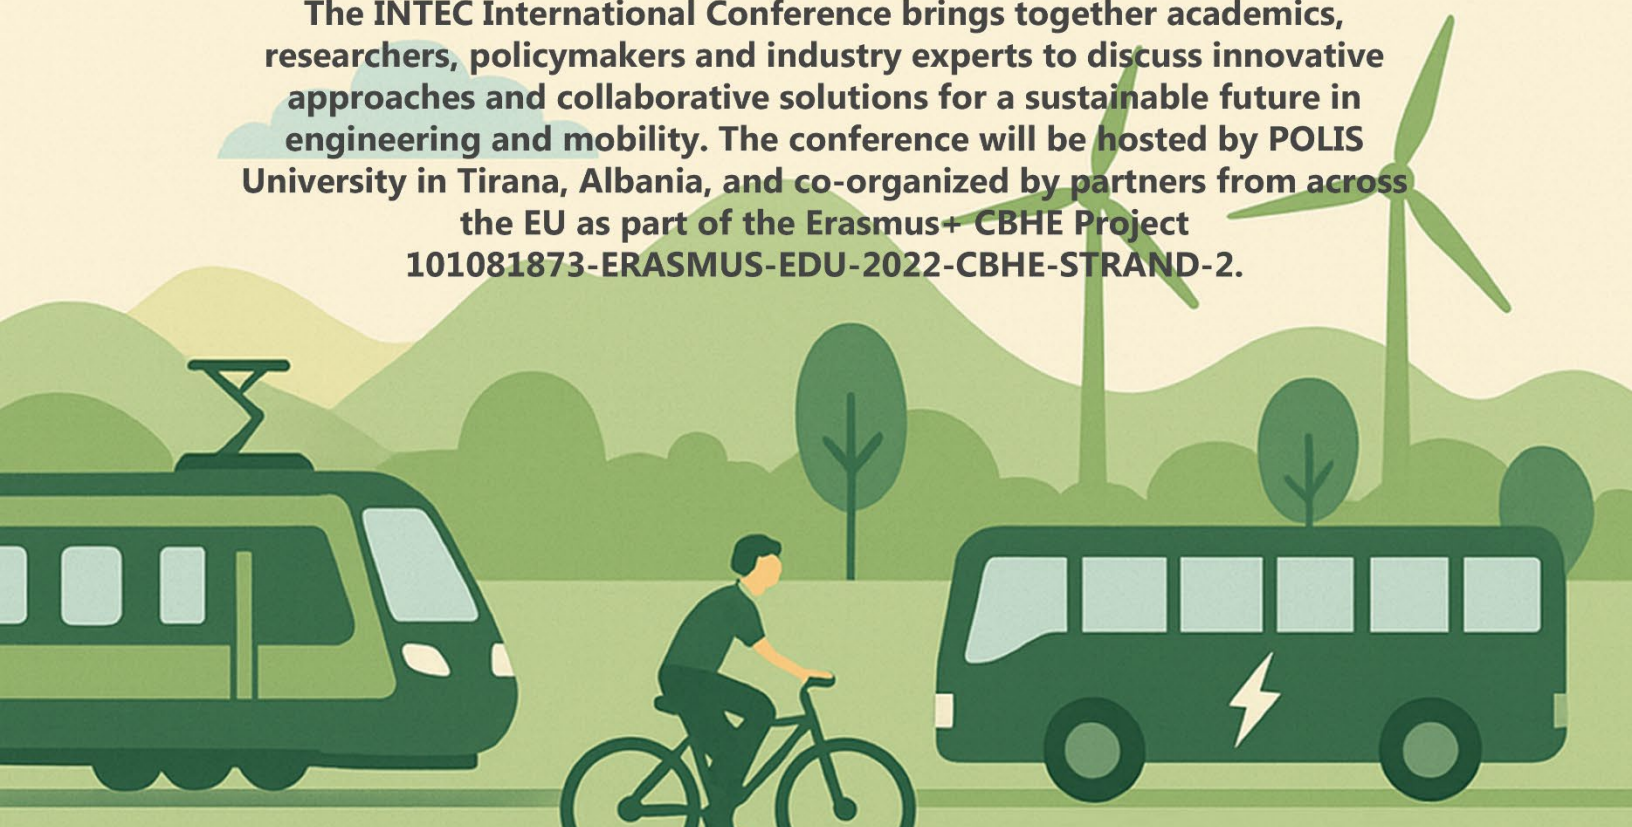 The INTEC International Conference brings together academics,
researchers, policymakers and industry experts to discuss innovative
approaches and collaborative solutions for a sustainable future in
engineering and mobility. The conference will be hosted by POLIS
University in Tirana, Albania, and co-organized by partners from across
the EU as part of the Erasmus+ CBHE Project
101081873-ERASMUS-EDU-2022-CBHE-STRAND-2.